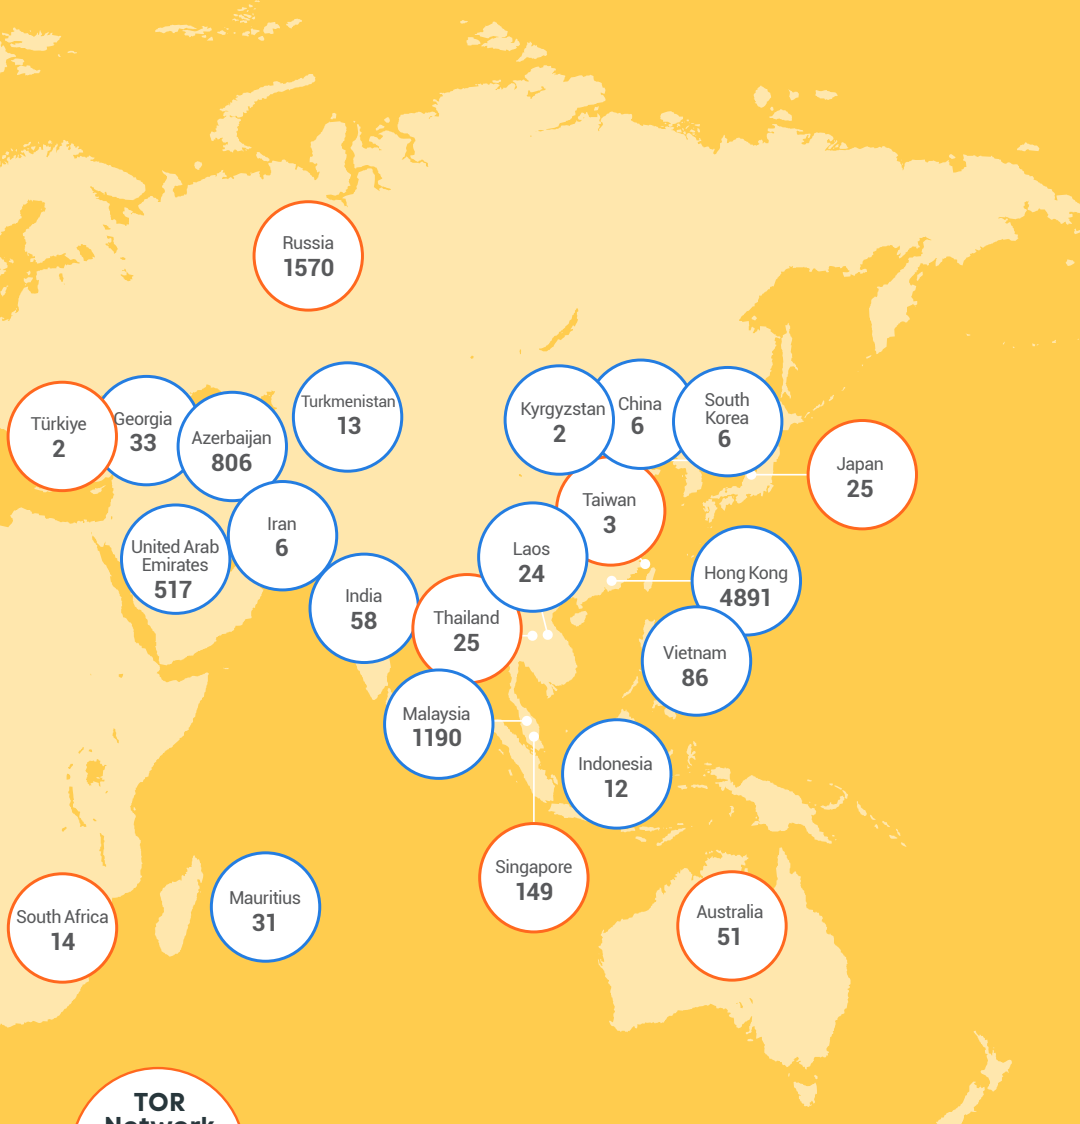 Russia
1570
Türkiye
2
Georgia
33
Azerbaijan
806
Turkmenistan
13
Kyrgyzstan
2
China
6
South
Korea
6
Japan
25
Taiwan
3
United Arab
Emirates
517
Iran
6
India
58
Thailand
25
Laos
24
Hong Kong
4891
Vietnam
86
Malaysia
1190
Indonesia
12
Singapore
149
South Africa
14
Mauritius
31
Australia
51
TOR
Network